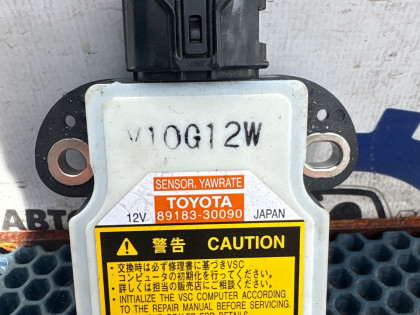 V10G12W
SENSOR. YAWRATE
TOYOTA
12V 89183-30090 JAPAN
警告 CAUTION
・交換時は必ず修理書に基づきVSC
コンピュータの初期化を行ってください。
・詳しくは担当の販売店にご相談ください。
・INITIALIZE THE VSC COMPUTER ACCORDING
TO THE REPAIR MANUAL BEFORE SERVICING.